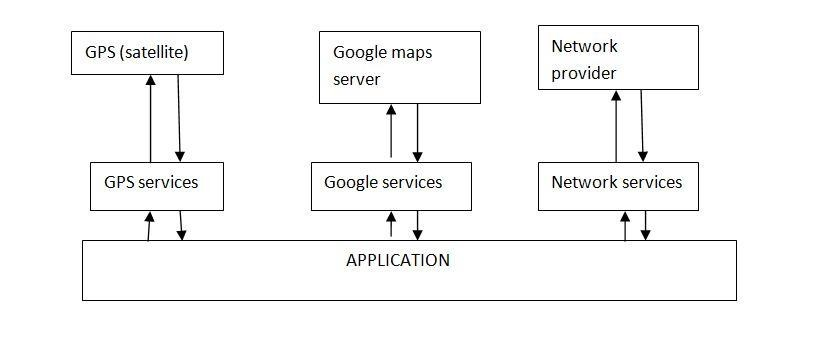 GPS (satellite)
Google maps
server
Network
provider
GPS services
Google services
Network services
APPLICATION